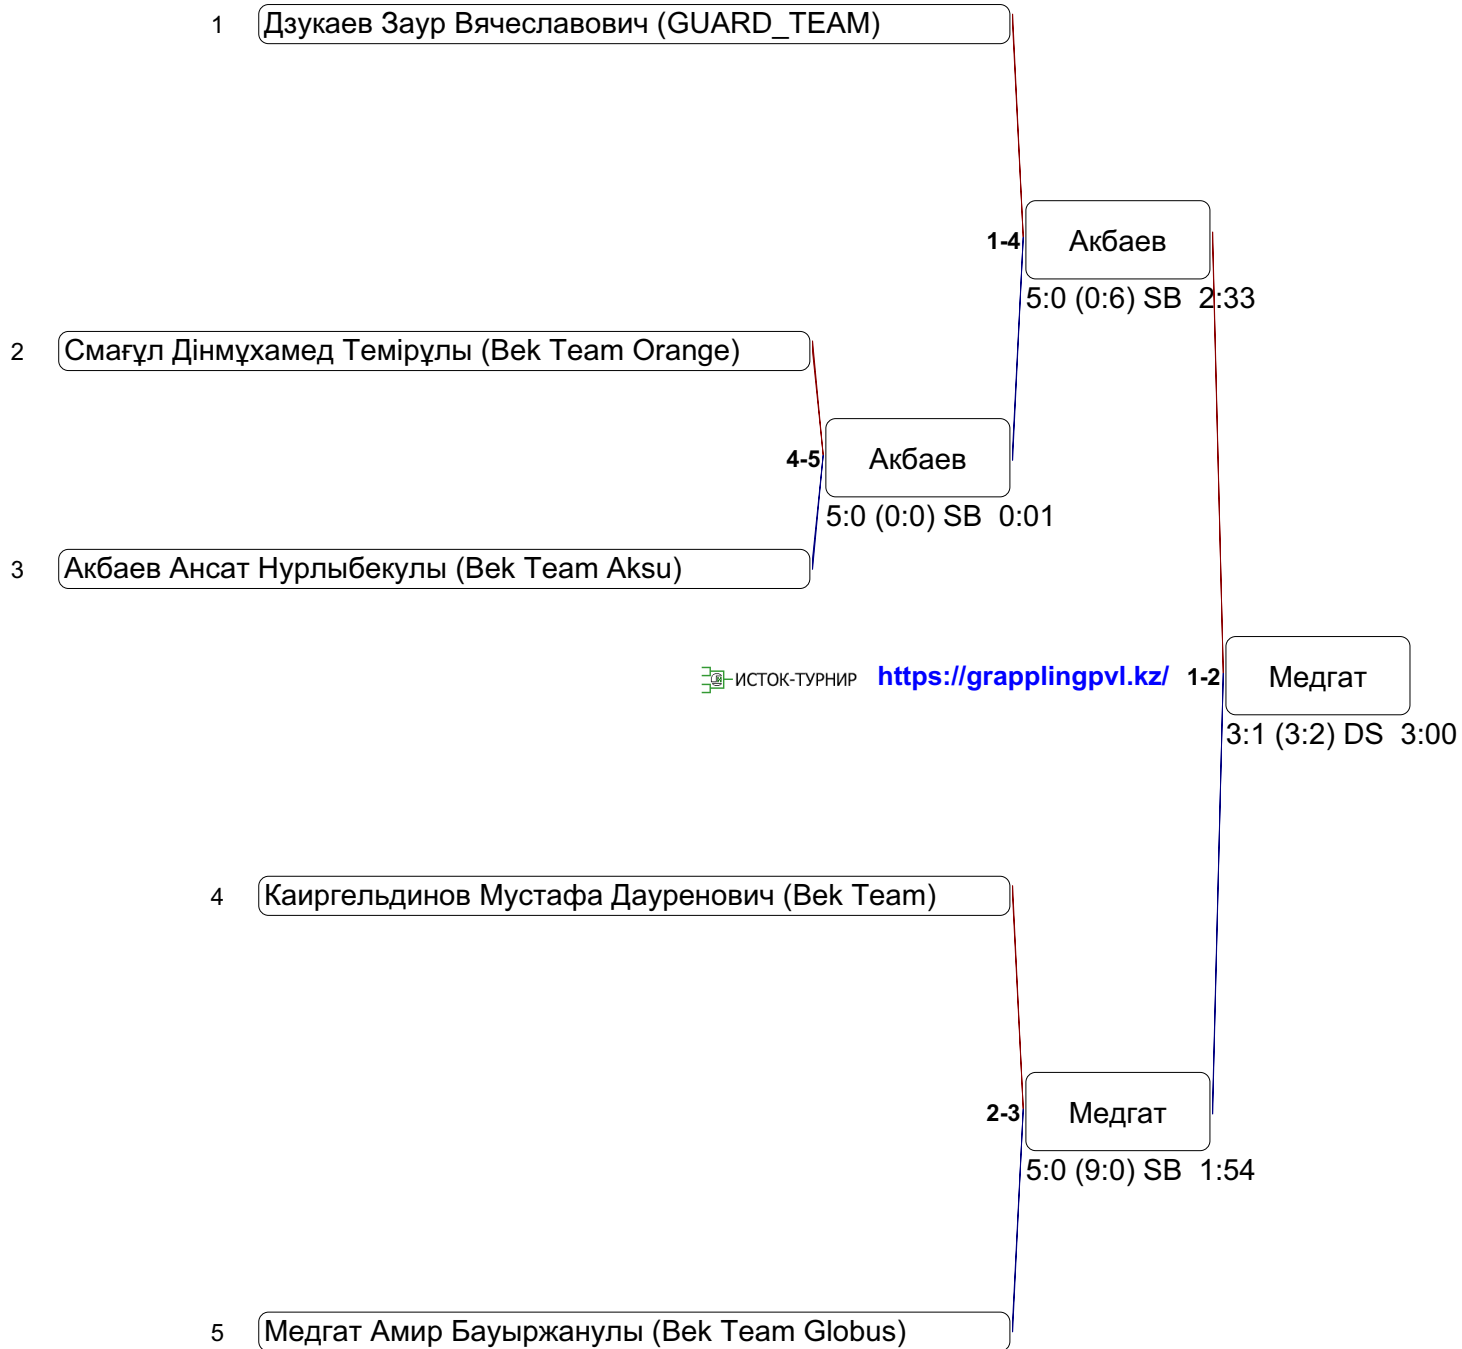 1 Дзукаев Заур Вячеславович (GUARD_TEAM)
1-4 Акбаев
5:0 (0:6) SB 2:33
2 Смағұл Дінмұхамед Темірұлы (Bek Team Orange)
4-5 Акбаев
5:0 (0:0) SB 0:01
3 Акбаев Ансат Нурлыбекулы (Bek Team Aksu)
ИСТОК-ТУРНИР https://grapplingpvl.kz/ 1-2 Медгат
3:1 (3:2) DS 3:00
4 Каиргельдинов Мустафа Дауренович (Bek Team)
2-3 Медгат
5:0 (9:0) SB 1:54
5 Медгат Амир Бауыржанулы (Bek Team Globus)